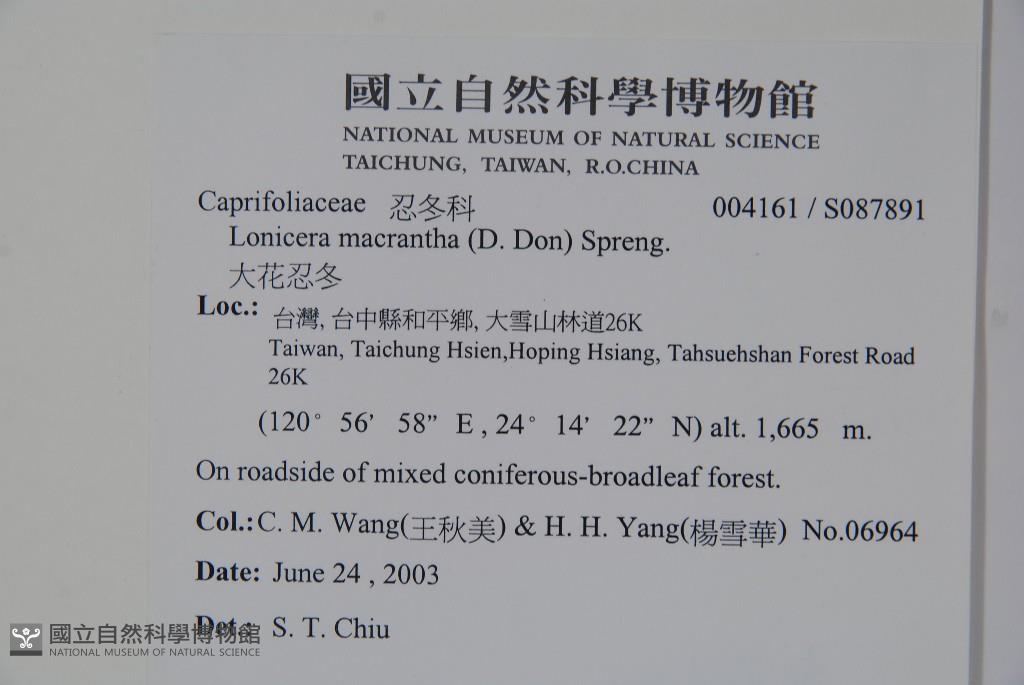 國立自然科學博物館
NATIONAL MUSEUM OF NATURAL SCIENCE
TAICHUNG, TAIWAN, R.O.CHINA
Caprifoliaceae 忍冬科 004161 / S087891
Lonicera macrantha (D. Don) Spreng.
大花忍冬
Loc.: 台灣, 台中縣和平鄉, 大雪山林道26K
Taiwan, Taichung Hsien,Hoping Hsiang, Tahsuehshan Forest Road
26K
(120° 56’ 58” E , 24° 14’ 22” N) alt. 1,665 m.
On roadside of mixed coniferous-broadleaf forest.
Col.: C. M. Wang(王秋美) & H. H. Yang(楊雪華) No.06964
Date: June 24 , 2003
Det.: S. T. Chiu
國立自然科學博物館
NATIONAL MUSEUM OF NATURAL SCIENCE